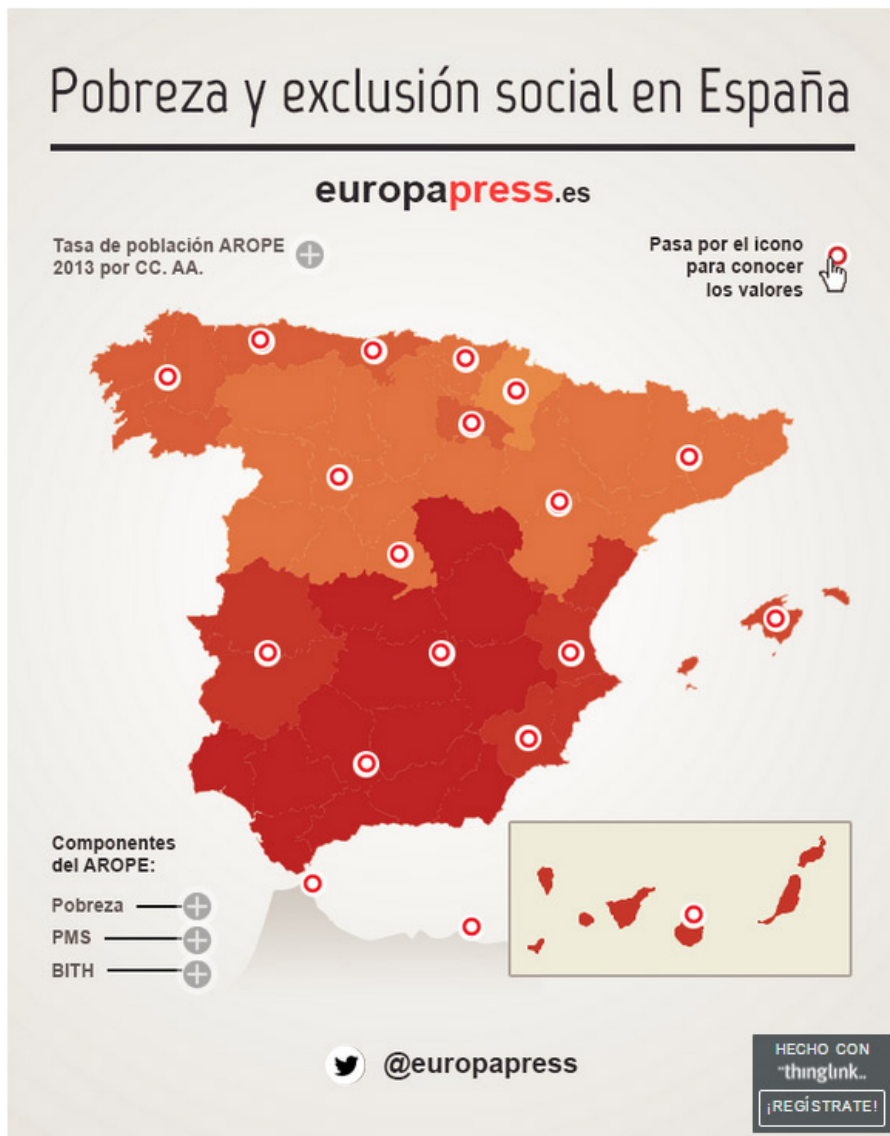 Pobreza y exclusión social en España
europapress.es
Tasa de población AROPE
2013 por CC. AA.
Pasa por el icono
para conocer
los valores
Componentes
del AROPE:
Pobreza
PMS
BITH
@europapress
HECHO CON
"thinglink..
¡REGÍSTRATE!